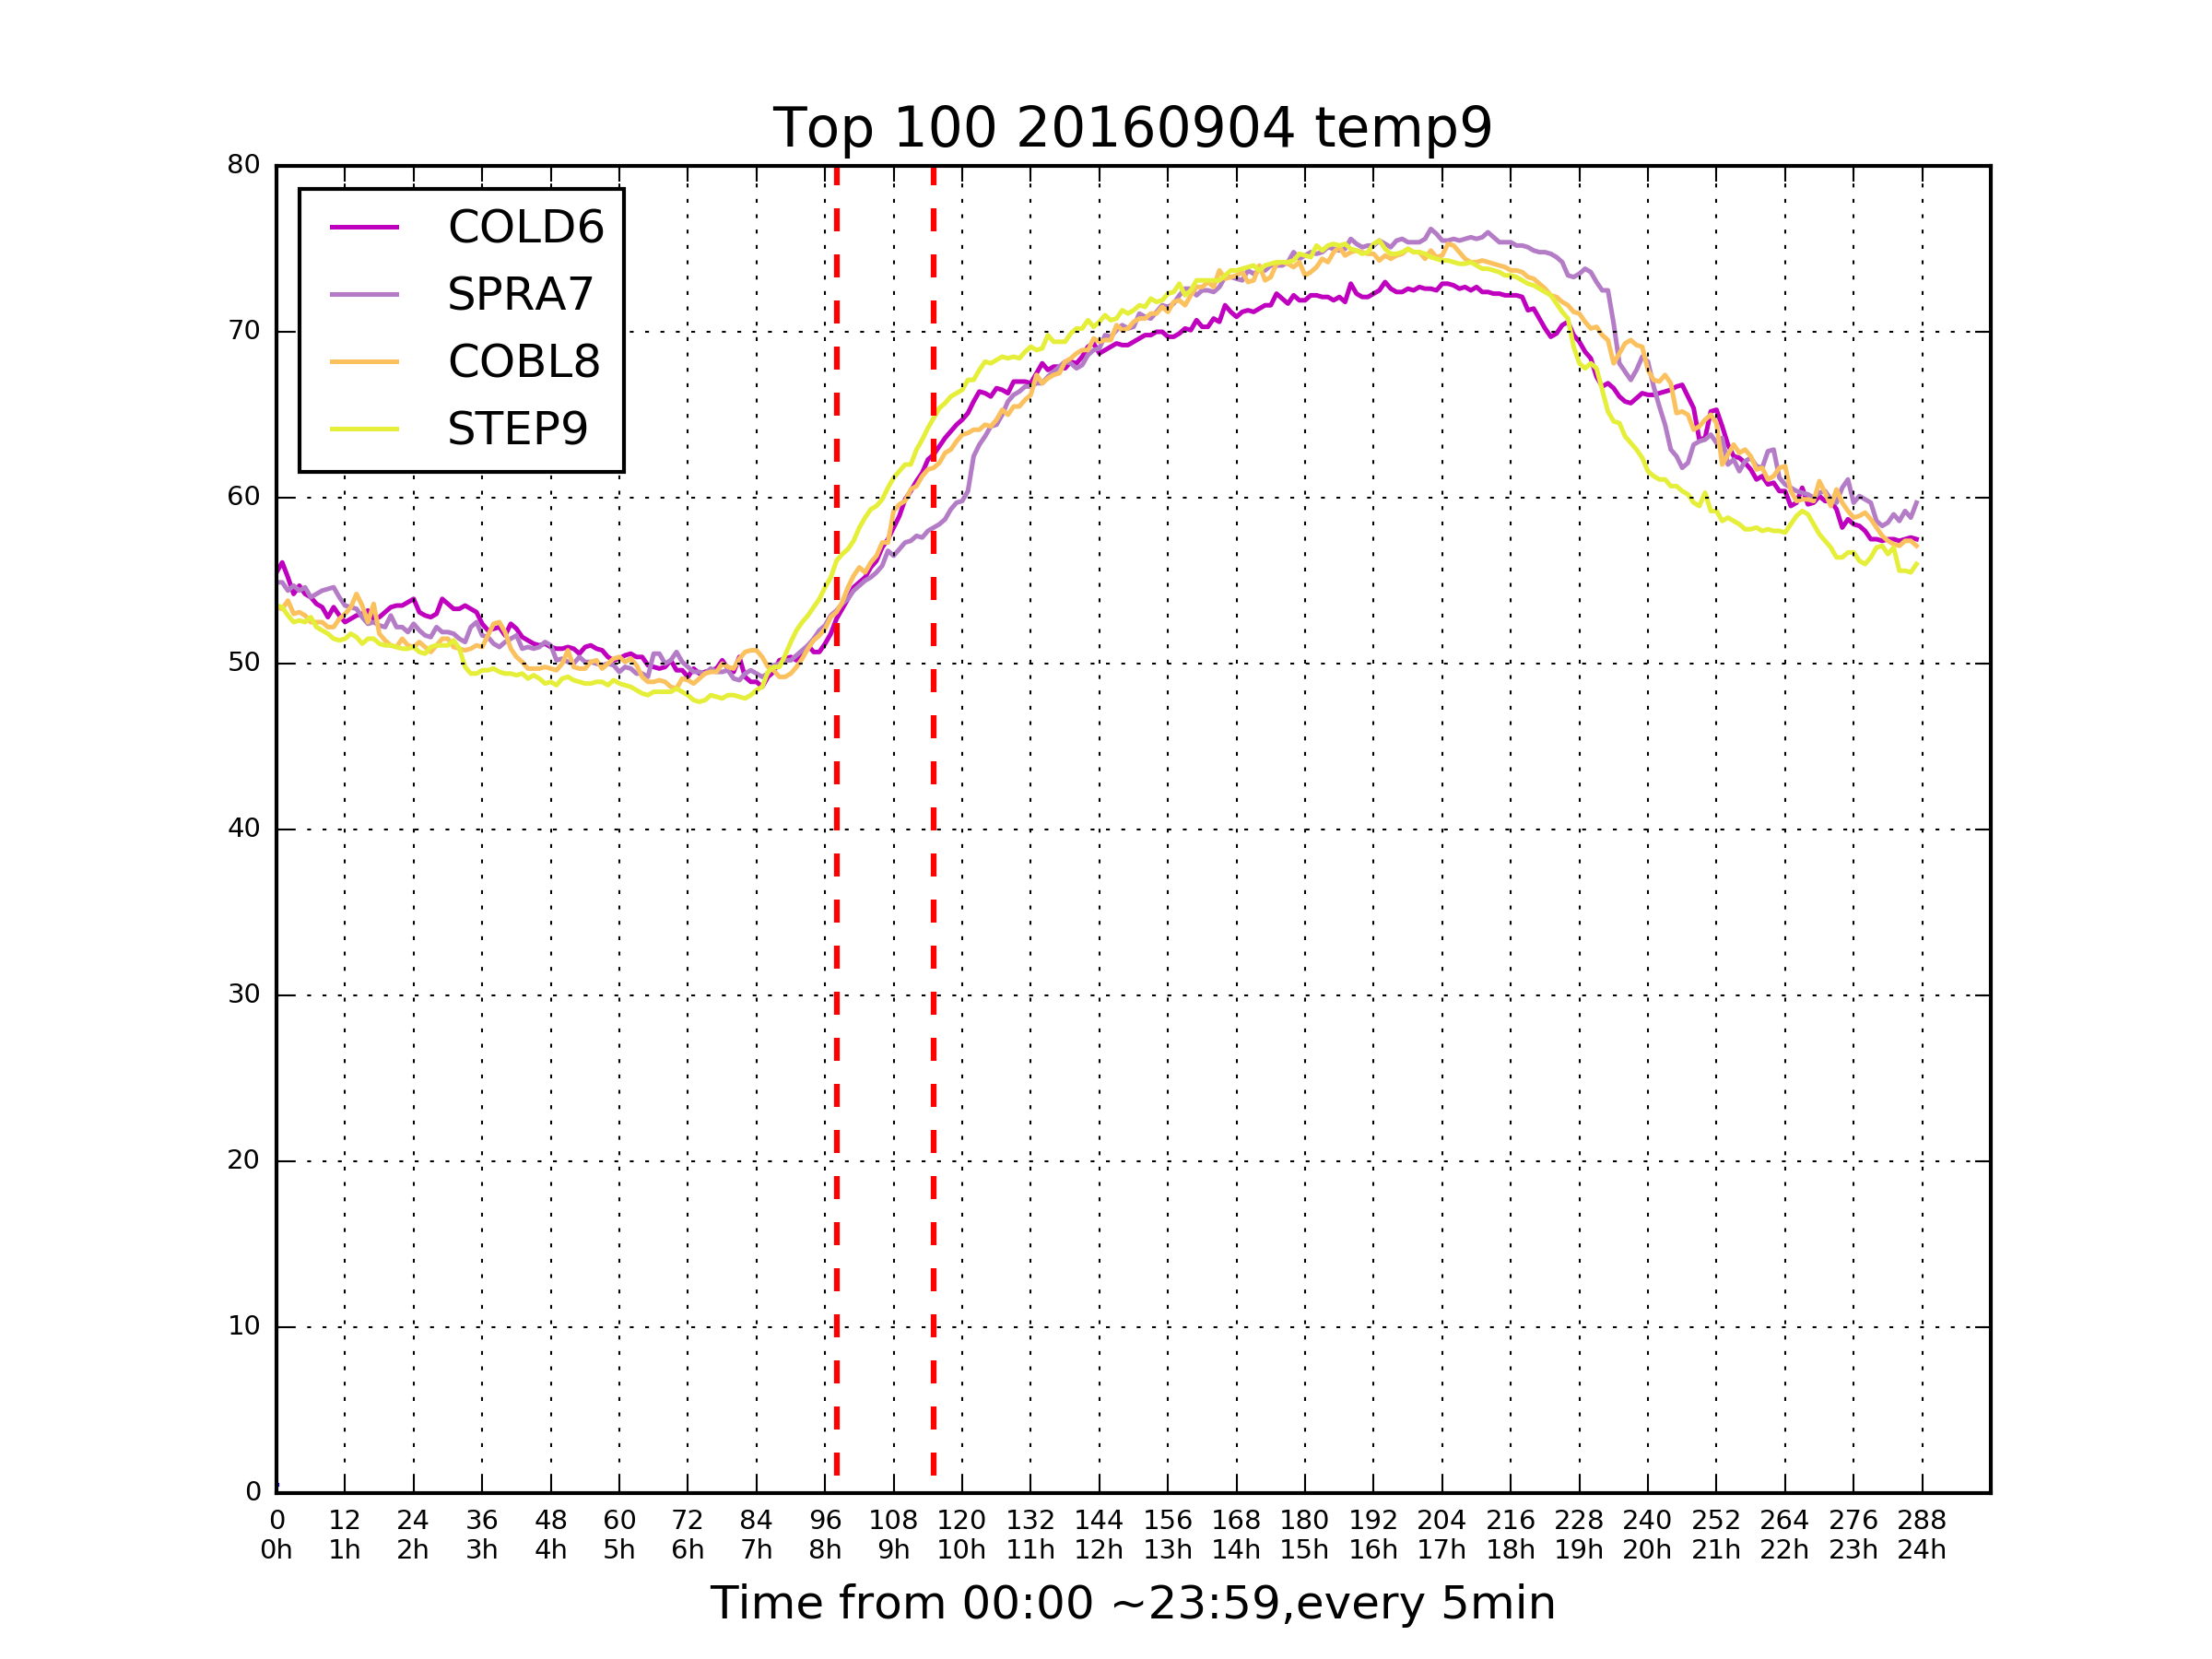 Top 100 20160904 temp9
80
70
60
50
40
30
20
10
0
COLD6
SPRA7
COBL8
STEP9
0 12 24 36 48 60 72 84 96 108 120 132 144 156 168 180 192 204 216 228 240 252 264 276 288
0h 1h 2h 3h 4h 5h 6h 7h 8h 9h 10h 11h 12h 13h 14h 15h 16h 17h 18h 19h 20h 21h 22h 23h 24h
Time from 00:00 ~23:59,every 5min